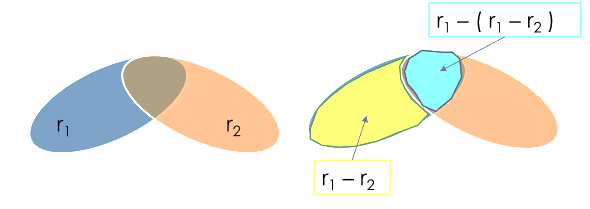 r₁
r₂
r₁ – ( r₁ – r₂ )
r₁ – r₂